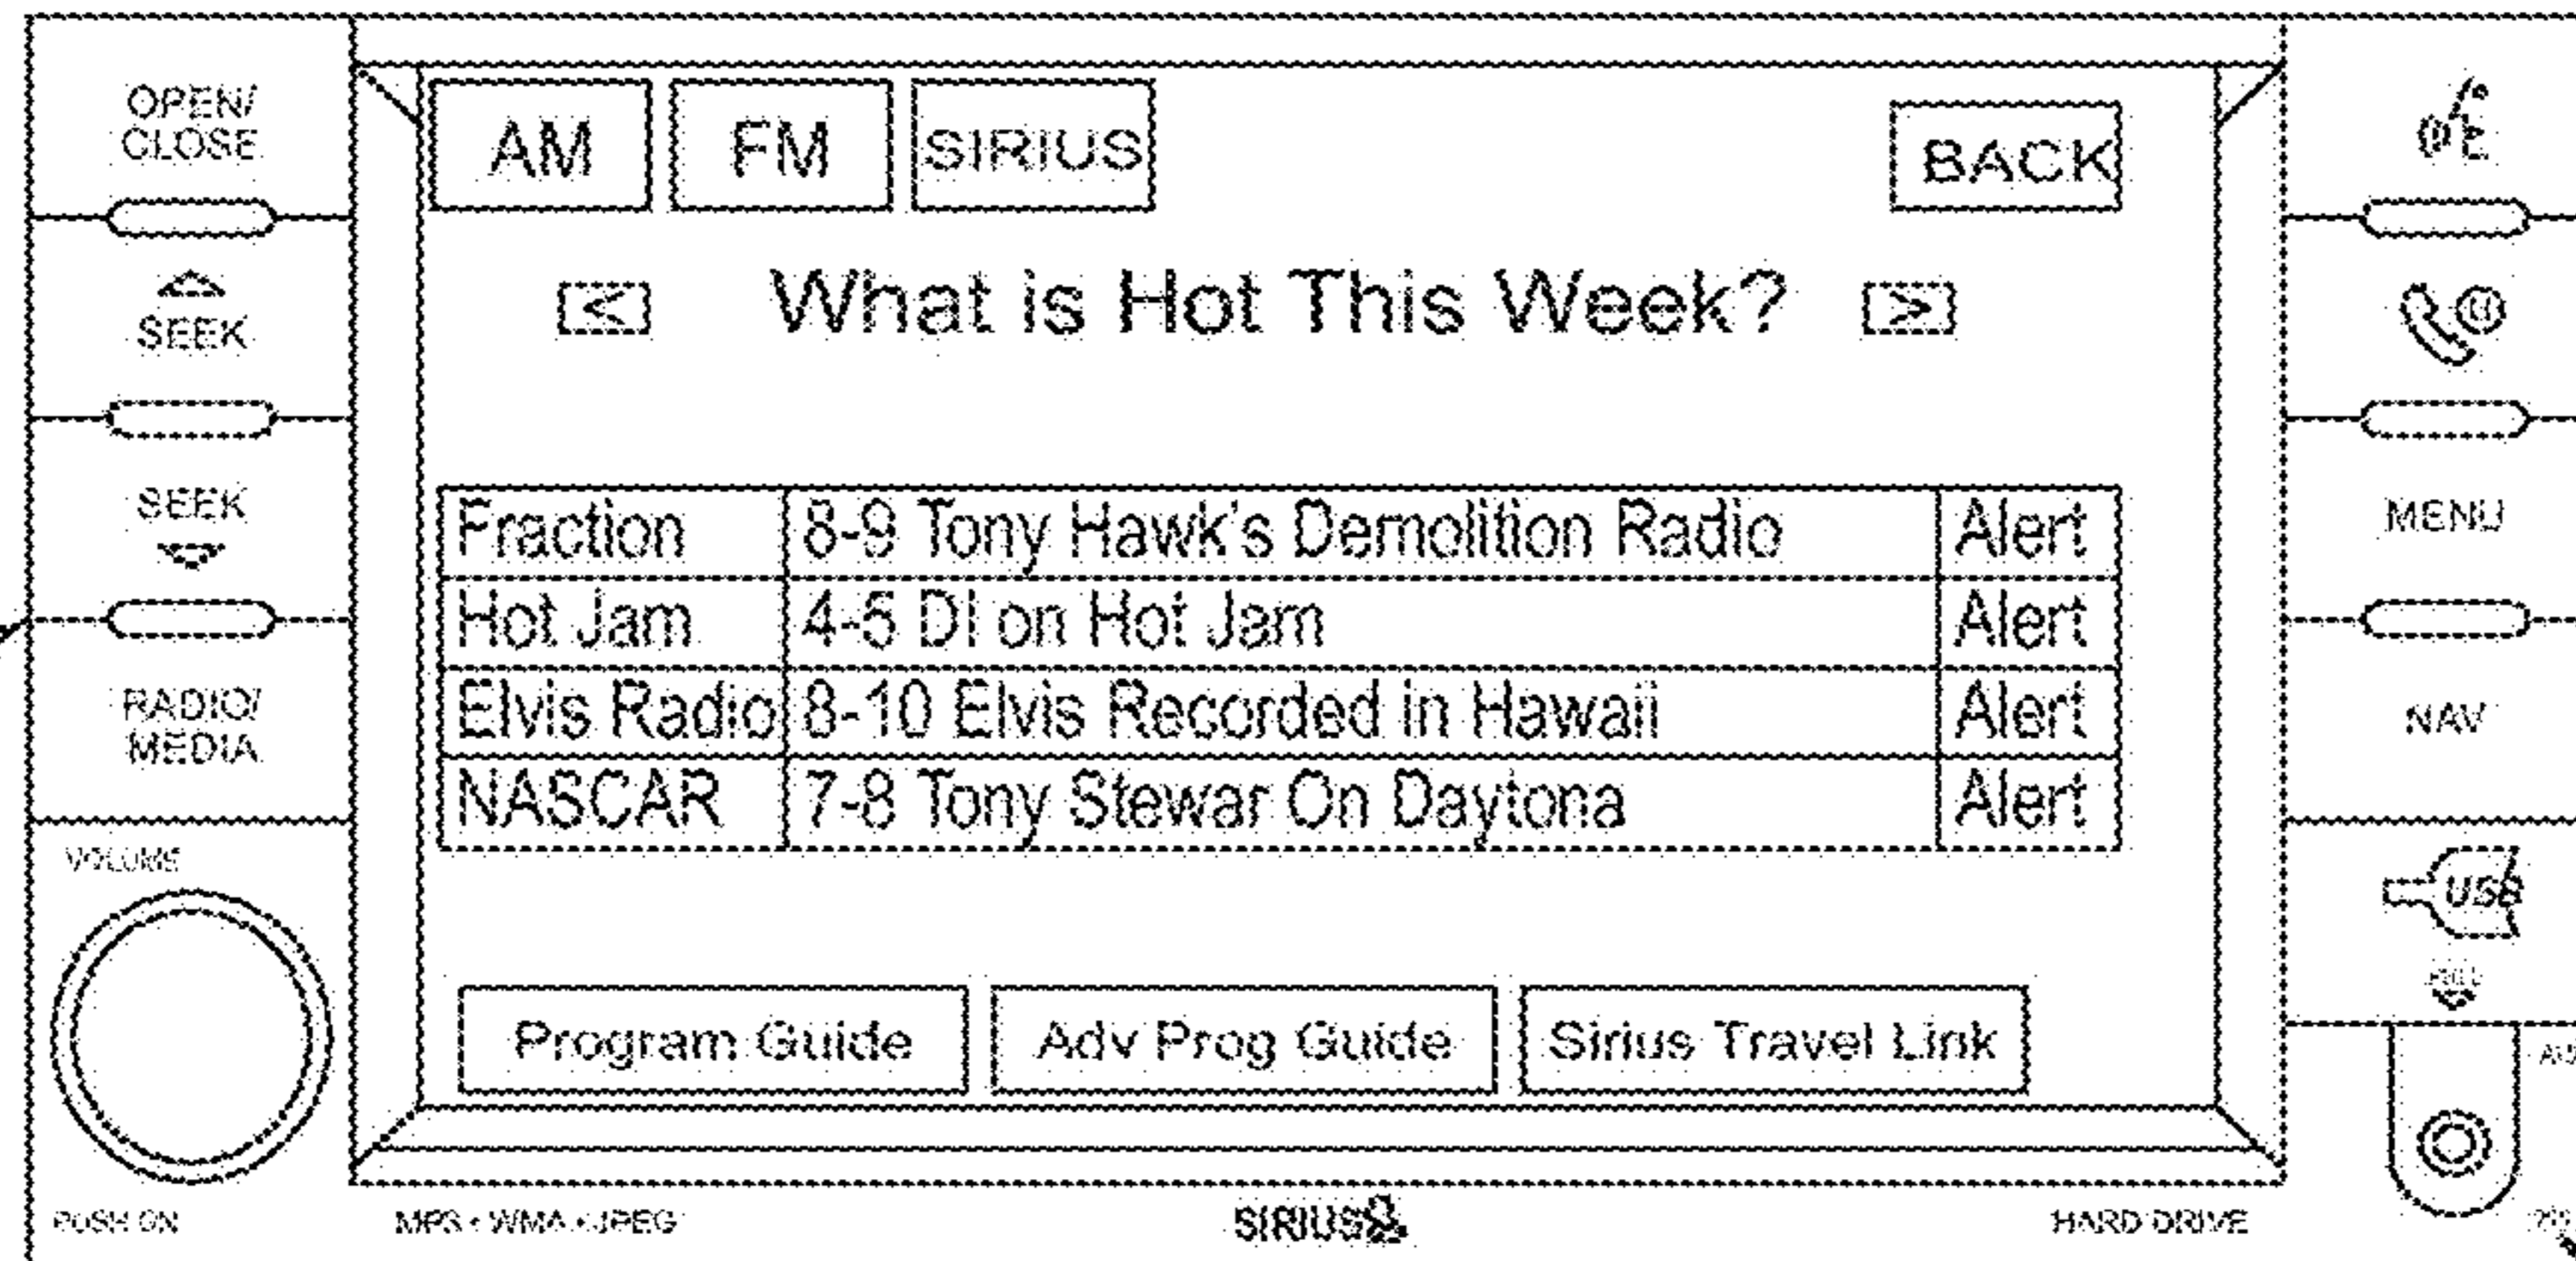 OPEN/
CLOSE
SEEK
SEEK
RADIO/
MEDIA
VOLUME
PUSH ON
AM FM SIRIUS BACK
< What is Hot This Week? >
Fraction 8-9 Tony Hawk's Demolition Radio Alert
Hot Jam 4-5 DI on Hot Jam Alert
Elvis Radio 8-10 Elvis Recorded in Hawaii Alert
NASCAR 7-8 Tony Stewar On Daytona Alert
Program Guide Adv Prog Guide Sirius Travel Link
MP3 • WMA • JPEG SIRIUS HARD DRIVE
MENU
NAV
USB